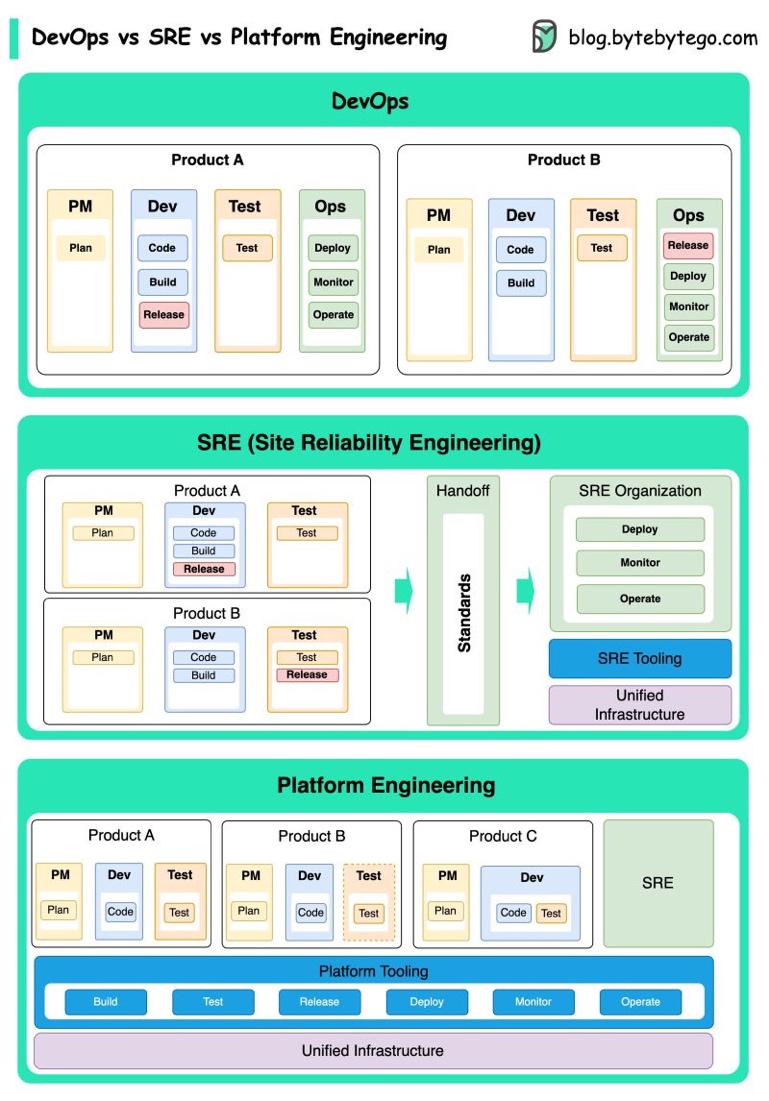 DevOps vs SRE vs Platform Engineering
blog.bytebytego.com
DevOps
Product A
PM
Plan
Dev
Code
Build
Release
Test
Test
Ops
Deploy
Monitor
Operate
Product B
PM
Plan
Dev
Code
Build
Test
Test
Ops
Release
Deploy
Monitor
Operate
SRE (Site Reliability Engineering)
Product A
PM
Plan
Dev
Code
Build
Release
Test
Test
Product B
PM
Plan
Dev
Code
Build
Test
Test
Release
Handoff
Standards
SRE Organization
Deploy
Monitor
Operate
SRE Tooling
Unified
Infrastructure
Platform Engineering
Product A
PM
Plan
Dev
Code
Test
Test
Product B
PM
Plan
Dev
Code
Test
Test
Product C
PM
Plan
Dev
Code
Test
SRE
Platform Tooling
Build
Test
Release
Deploy
Monitor
Operate
Unified Infrastructure